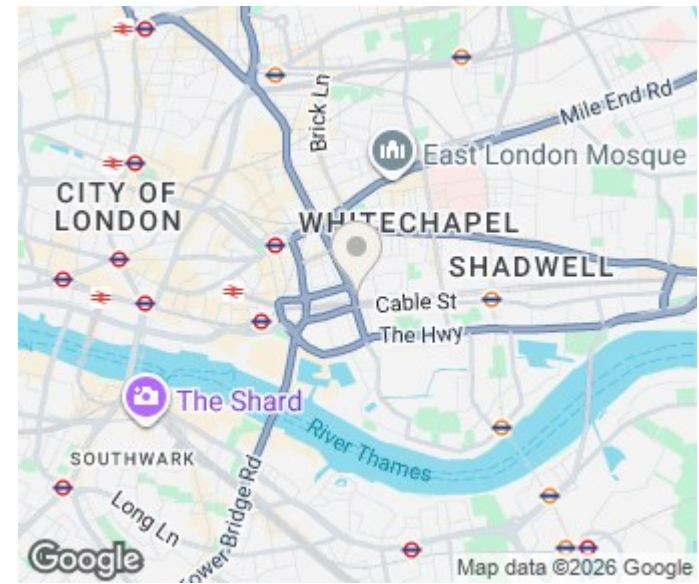 Brick Ln
Mile End Rd
East London Mosque
CITY OF
LONDON
WHITECHAPEL
SHADWELL
Cable St
The Hwy
The Shard
River Thames
SOUTHWARK
Long Ln
Tower Bridge Rd
Google
Map data ©2026 Google